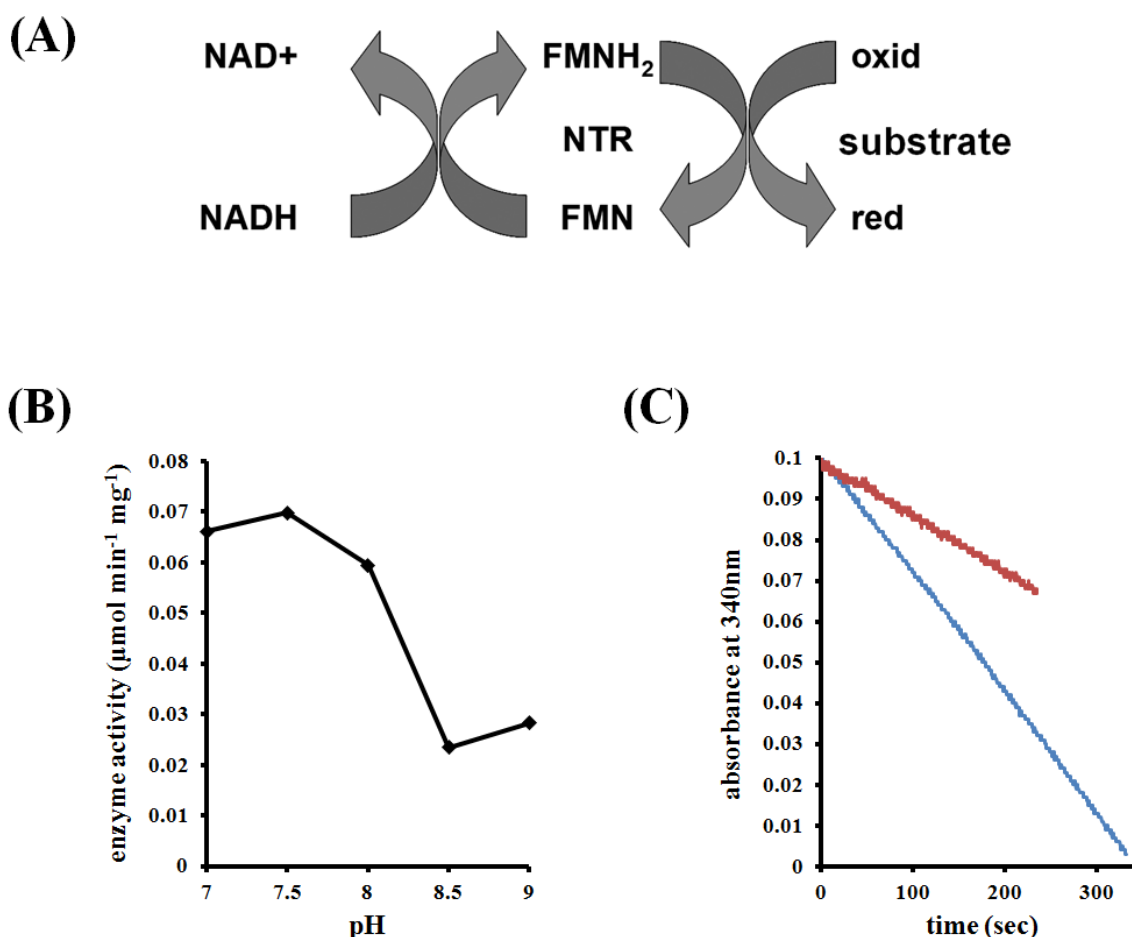 (A)
NAD+ FMNH₂ oxid
NTR substrate
NADH FMN red
(B)
enzyme activity (µmol min⁻¹ mg⁻¹)
0.08
0.07
0.06
0.05
0.04
0.03
0.02
0.01
0
7 7.5 8 8.5 9
pH
(C)
absorbance at 340nm
0.1
0.09
0.08
0.07
0.06
0.05
0.04
0.03
0.02
0.01
0
0 100 200 300
time (sec)